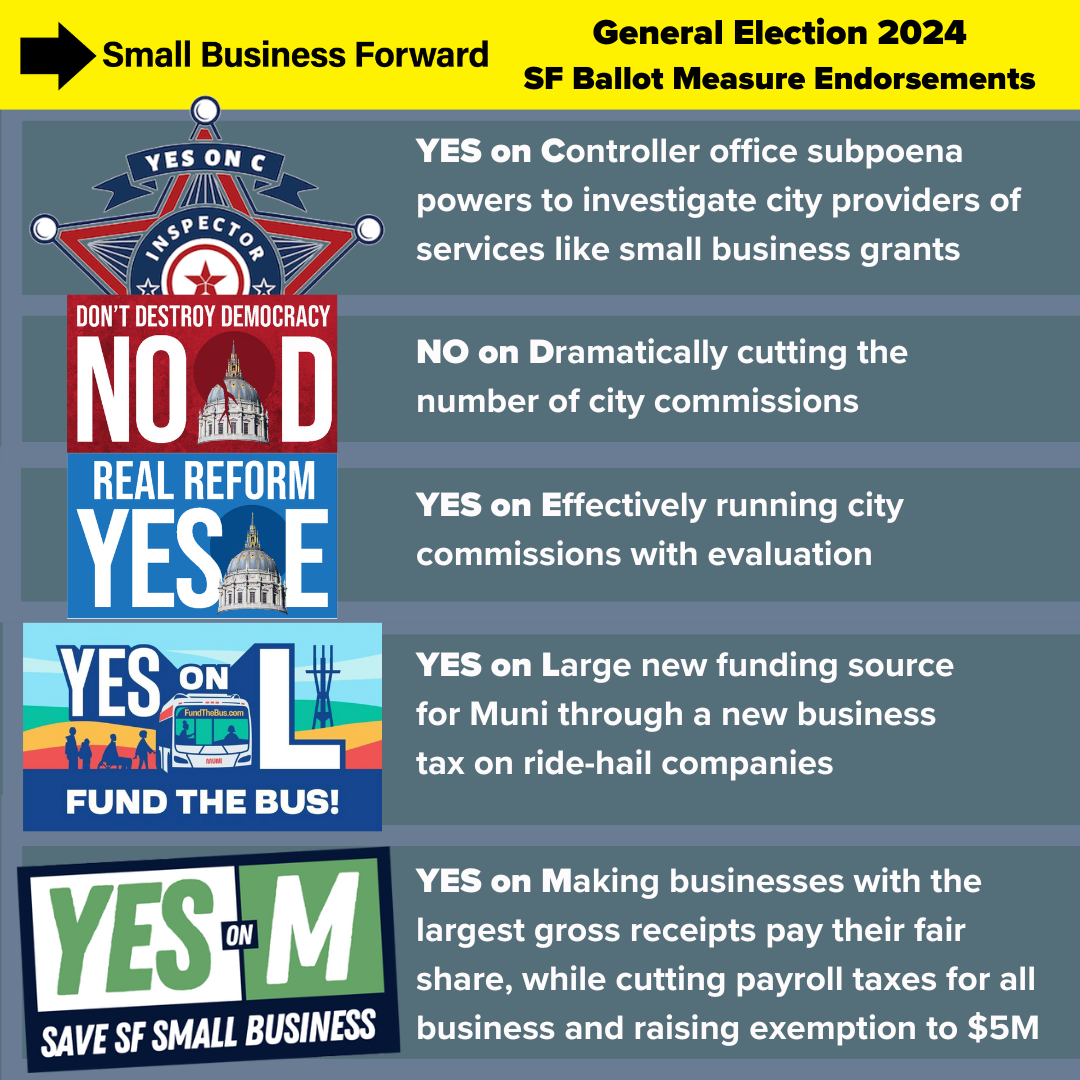 Small Business Forward
General Election 2024
SF Ballot Measure Endorsements
YES ON C
INSPECTOR
YES on Controller office subpoena
powers to investigate city providers of
services like small business grants
DON'T DESTROY DEMOCRACY
NO D
NO on Dramatically cutting the
number of city commissions
REAL REFORM
YES E
YES on Effectively running city
commissions with evaluation
YES ON L
FundTheBus.com
MUNI
FUND THE BUS!
YES on Large new funding source
for Muni through a new business
tax on ride-hail companies
YES ON M
SAVE SF SMALL BUSINESS
YES on Making businesses with the
largest gross receipts pay their fair
share, while cutting payroll taxes for all
business and raising exemption to $5M